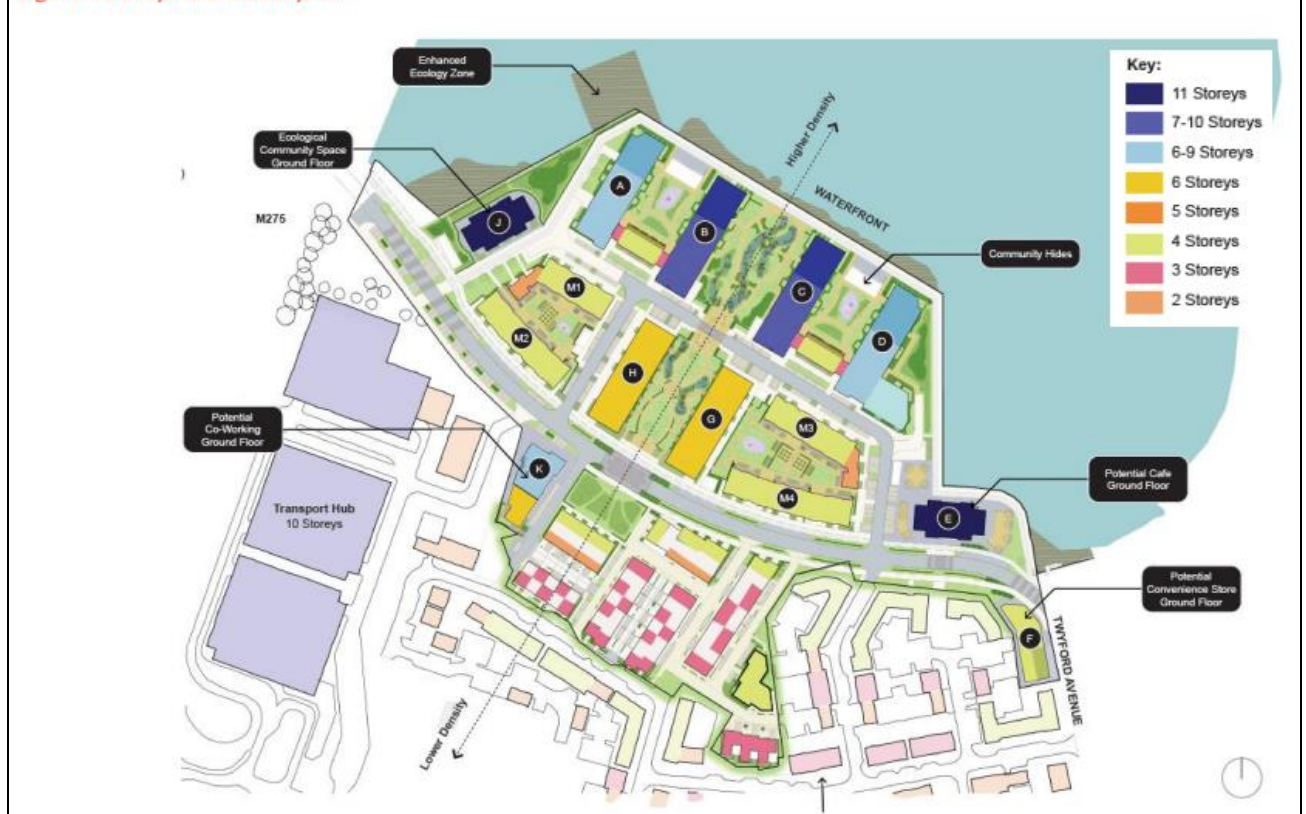 Enhanced
Ecology Zone
Ecological
Community Space
Ground Floor
M275
Higher Density
WATERFRONT
Community Hides
Key:
11 Storeys
7-10 Storeys
6-9 Storeys
6 Storeys
5 Storeys
4 Storeys
3 Storeys
2 Storeys
A
J
B
C
D
M1
M2
H
G
M3
M4
Potential
Co-Working
Ground Floor
K
E
Potential Cafe
Ground Floor
Transport Hub
10 Storeys
Potential
Convenience Store
Ground Floor
F
TWYFORD AVENUE
Lower Density